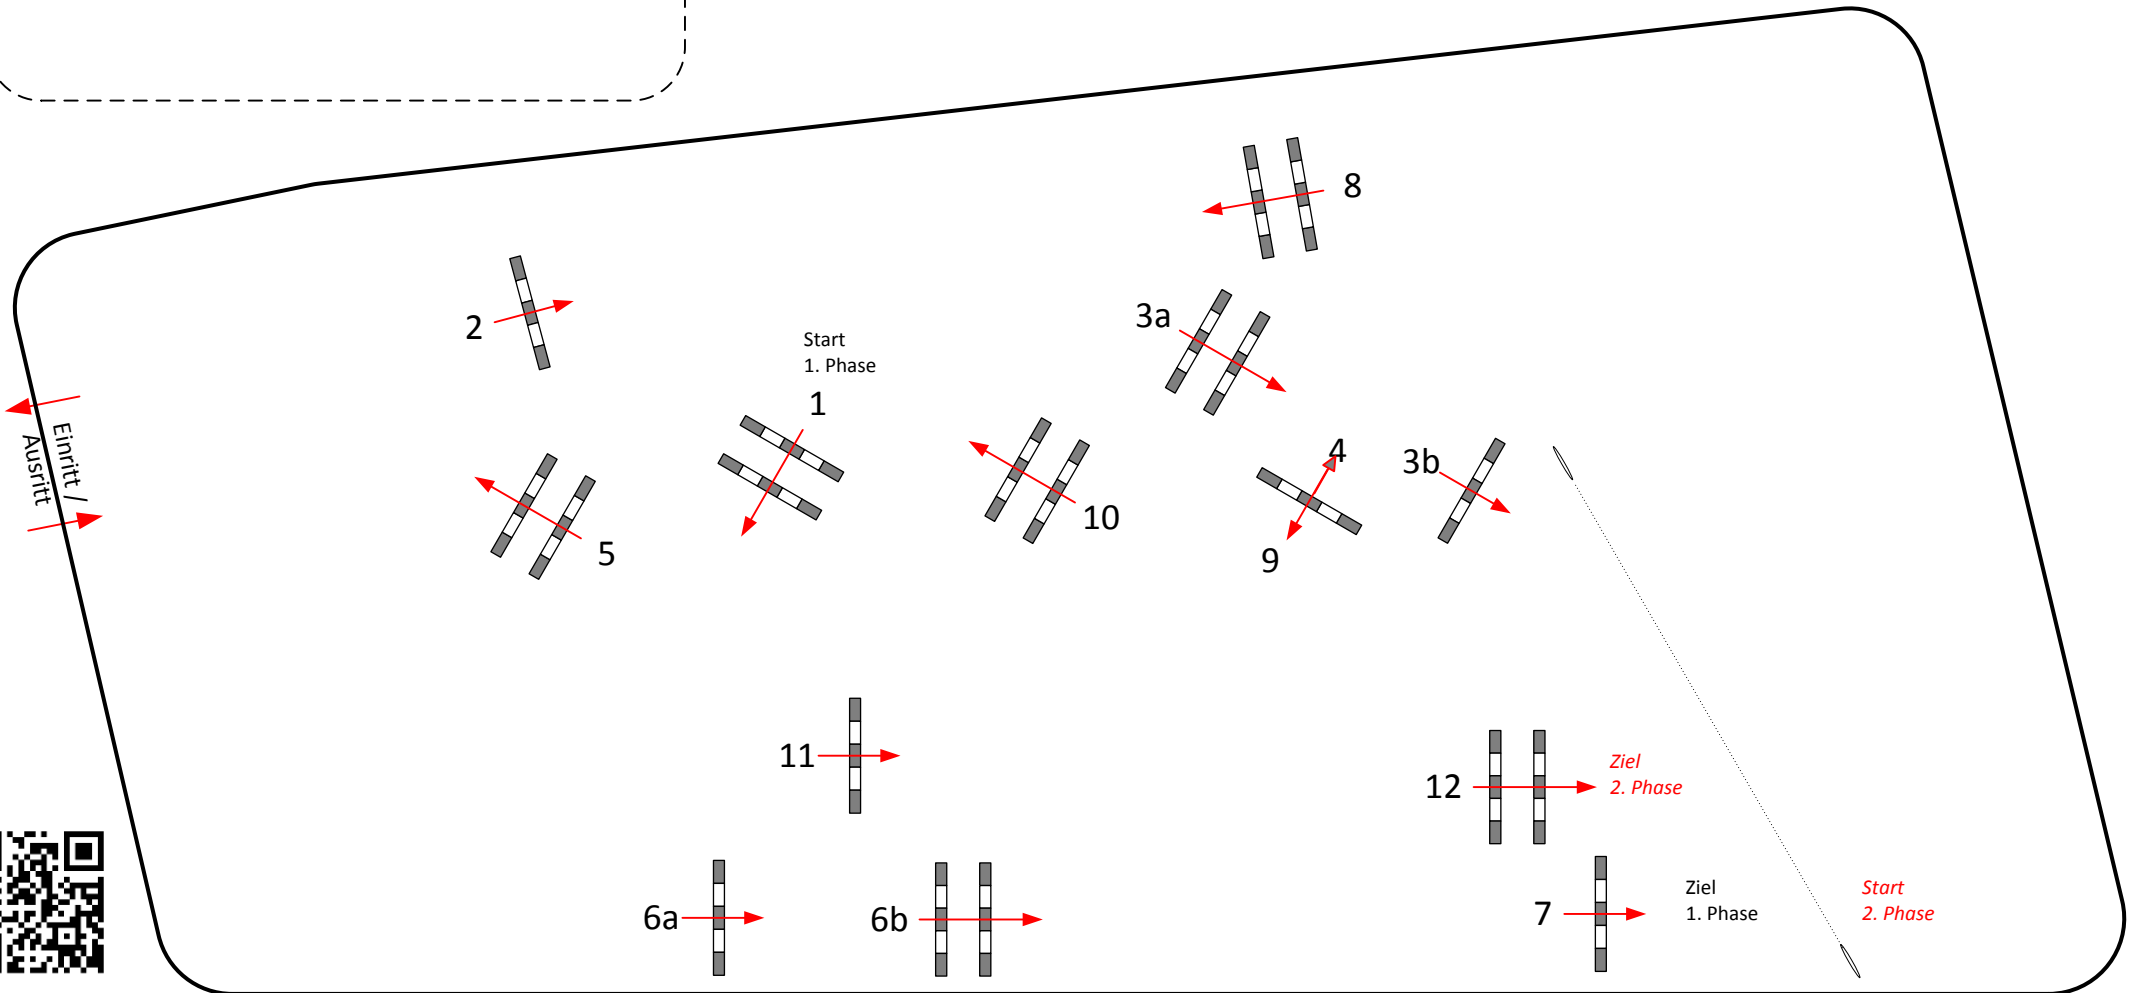 8
3a
2
Start
1. Phase
1
4
3b
Einritt /
Ausritt
10
5
9
11
12
Ziel
2. Phase
6a
6b
7
Ziel
1. Phase
Start
2. Phase